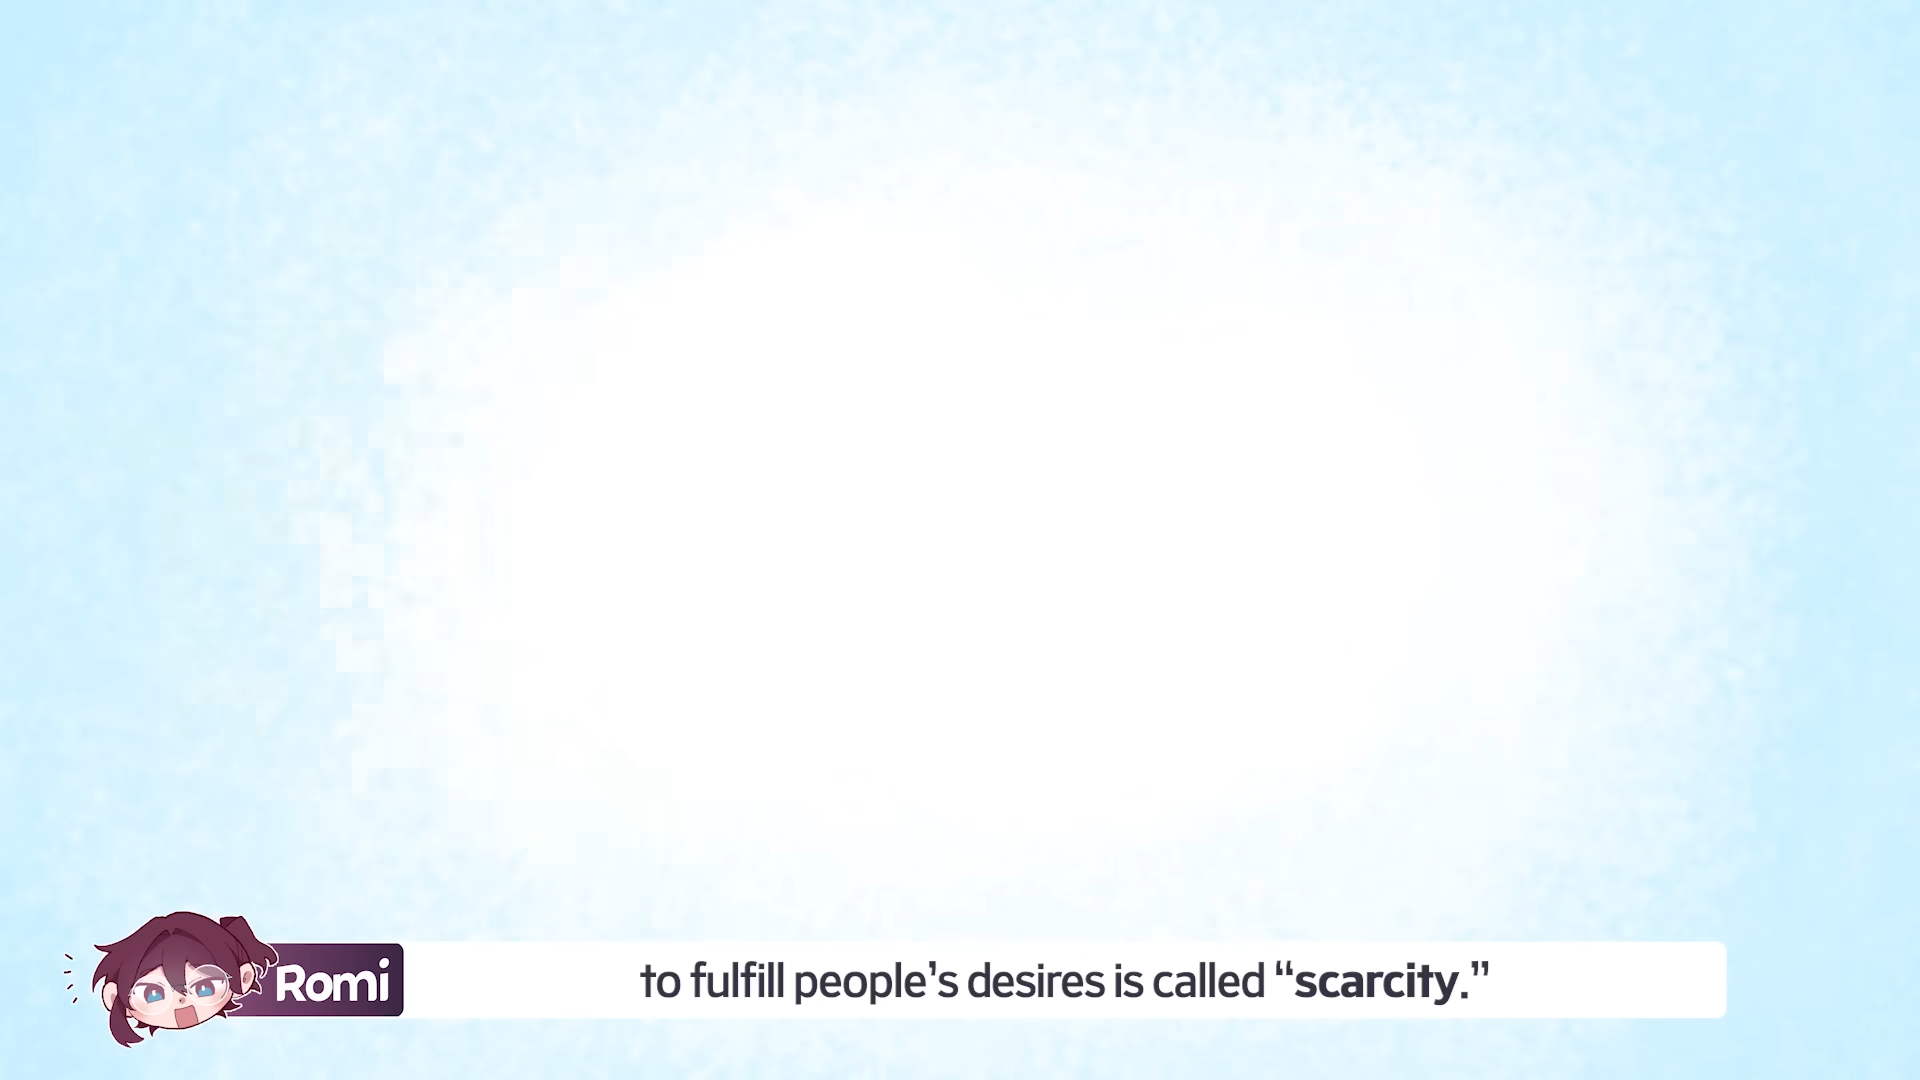 Romi
to fulfill people’s desires is called “scarcity.”